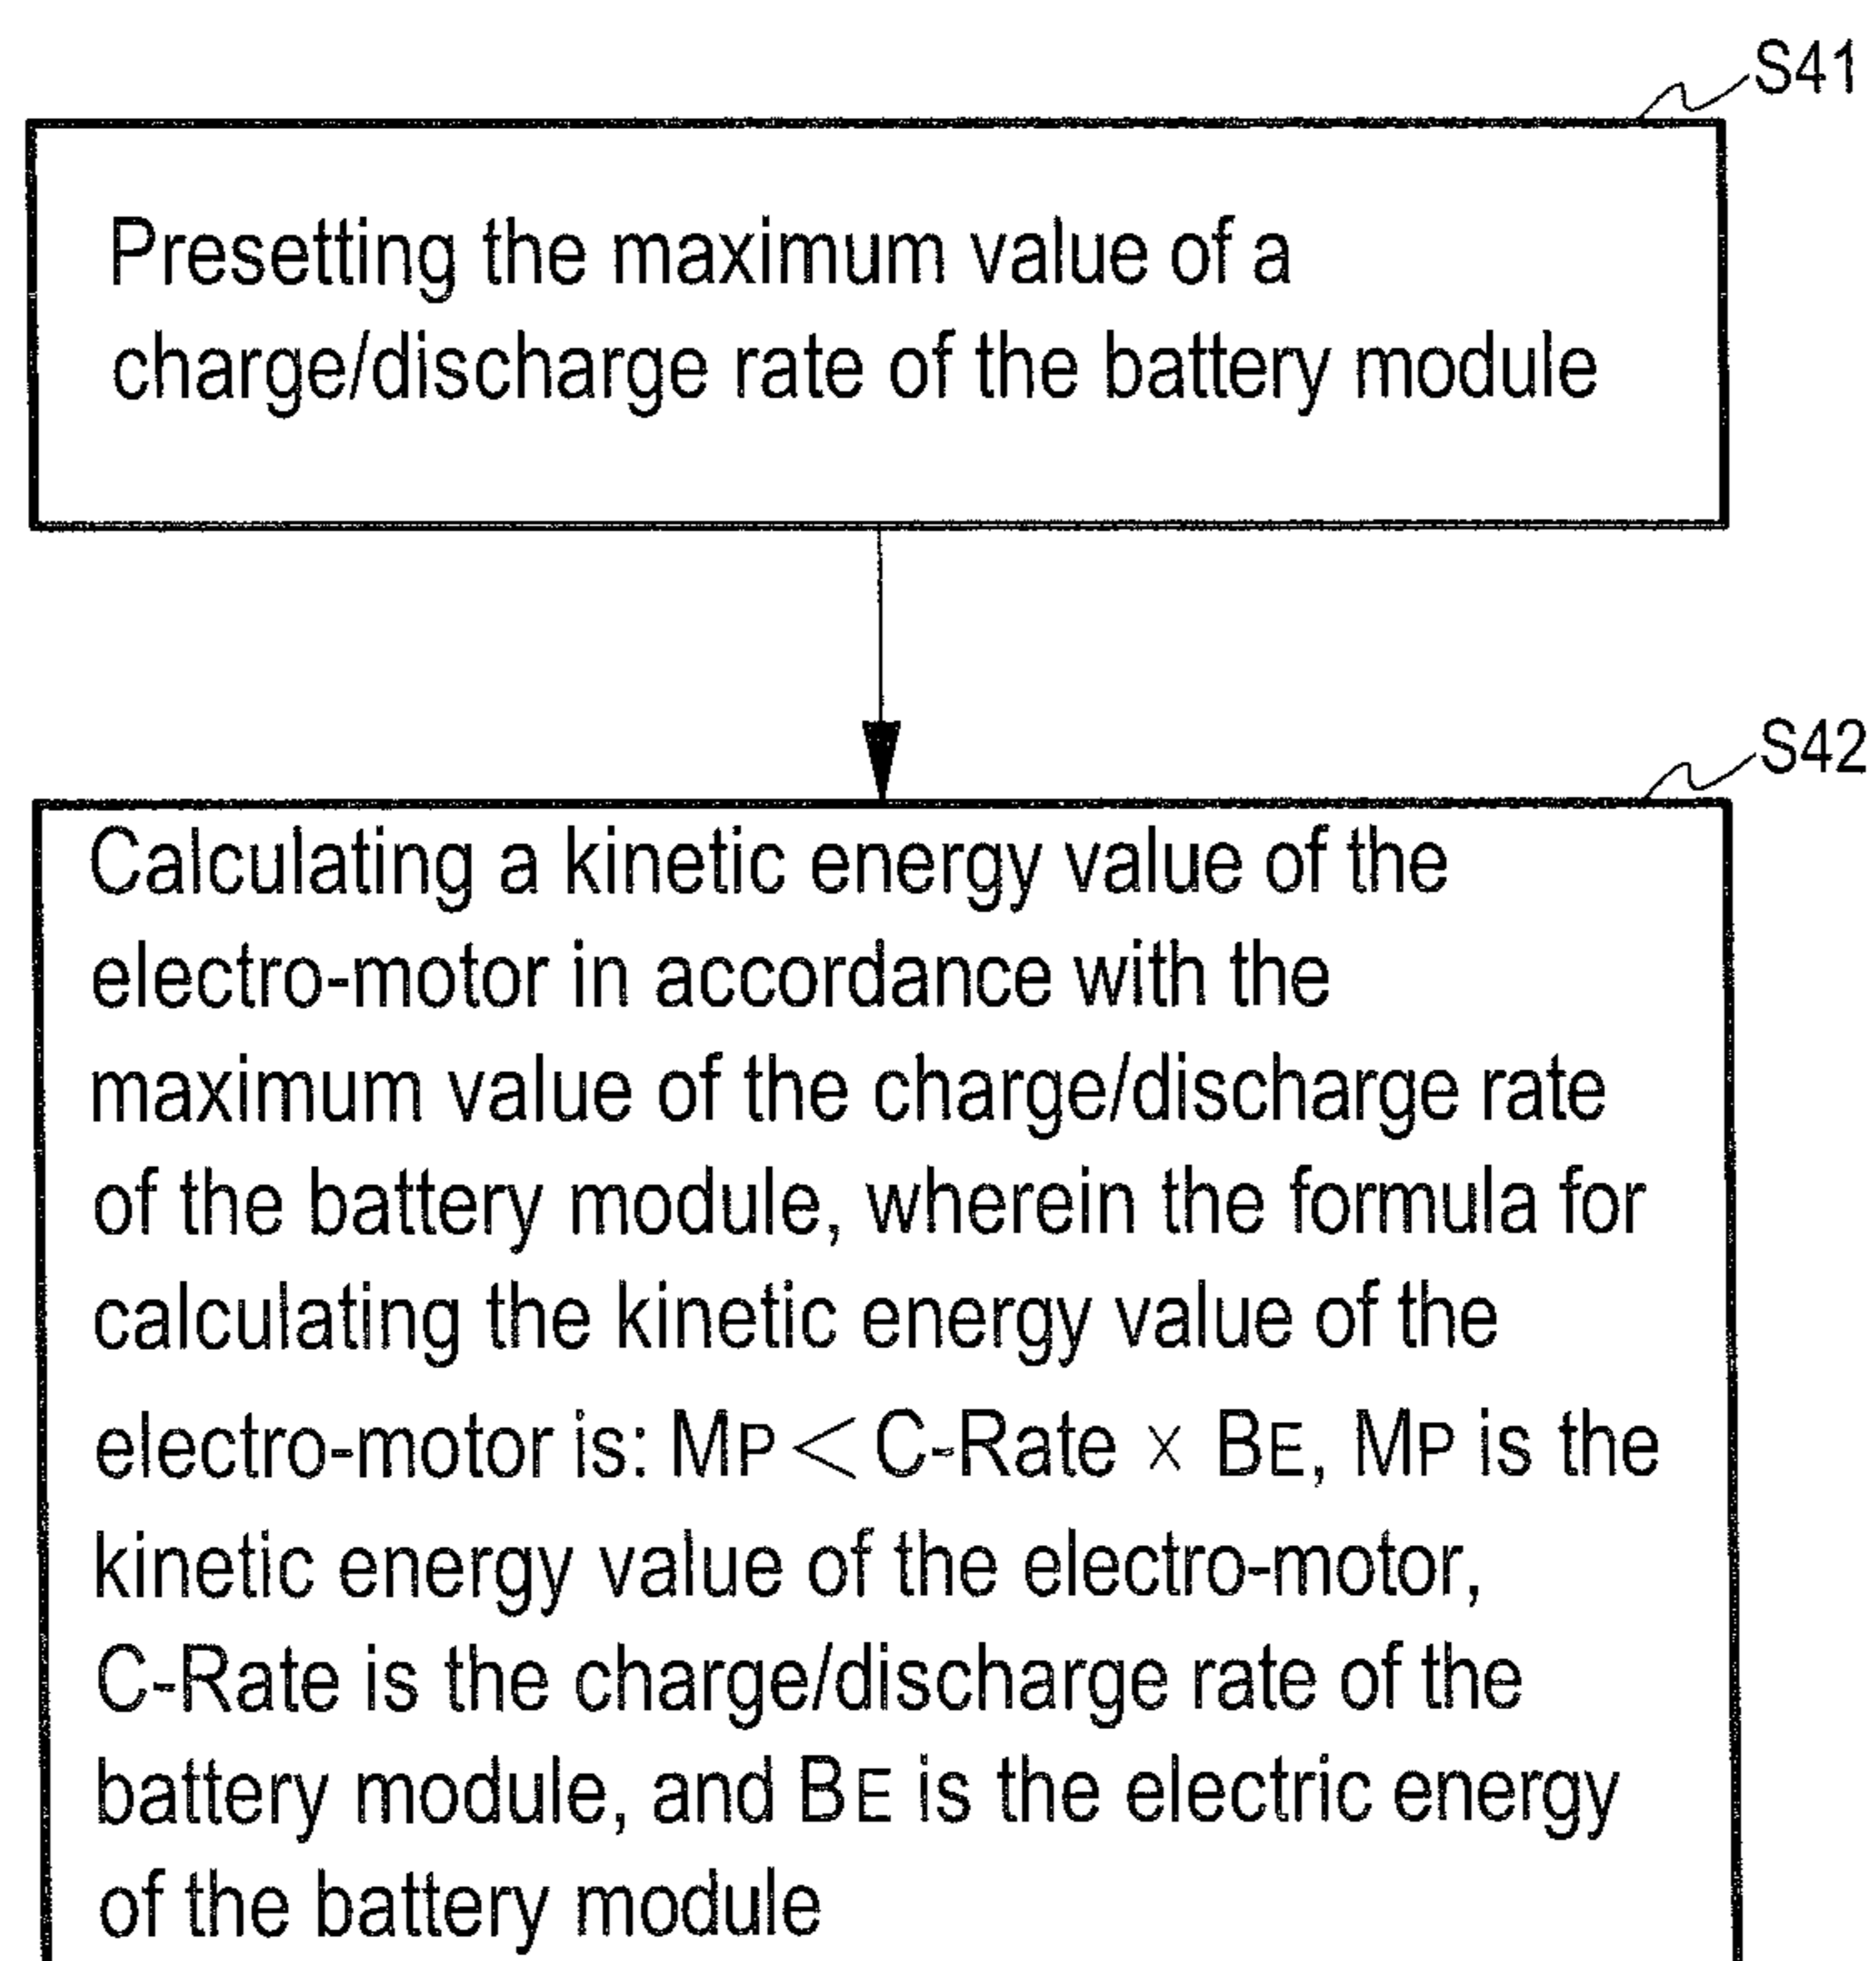 S41
Presetting the maximum value of a
charge/discharge rate of the battery module
S42
Calculating a kinetic energy value of the
electro-motor in accordance with the
maximum value of the charge/discharge rate
of the battery module, wherein the formula for
calculating the kinetic energy value of the
electro-motor is: MP < C-Rate × BE, MP is the
kinetic energy value of the electro-motor,
C-Rate is the charge/discharge rate of the
battery module, and BE is the electric energy
of the battery module